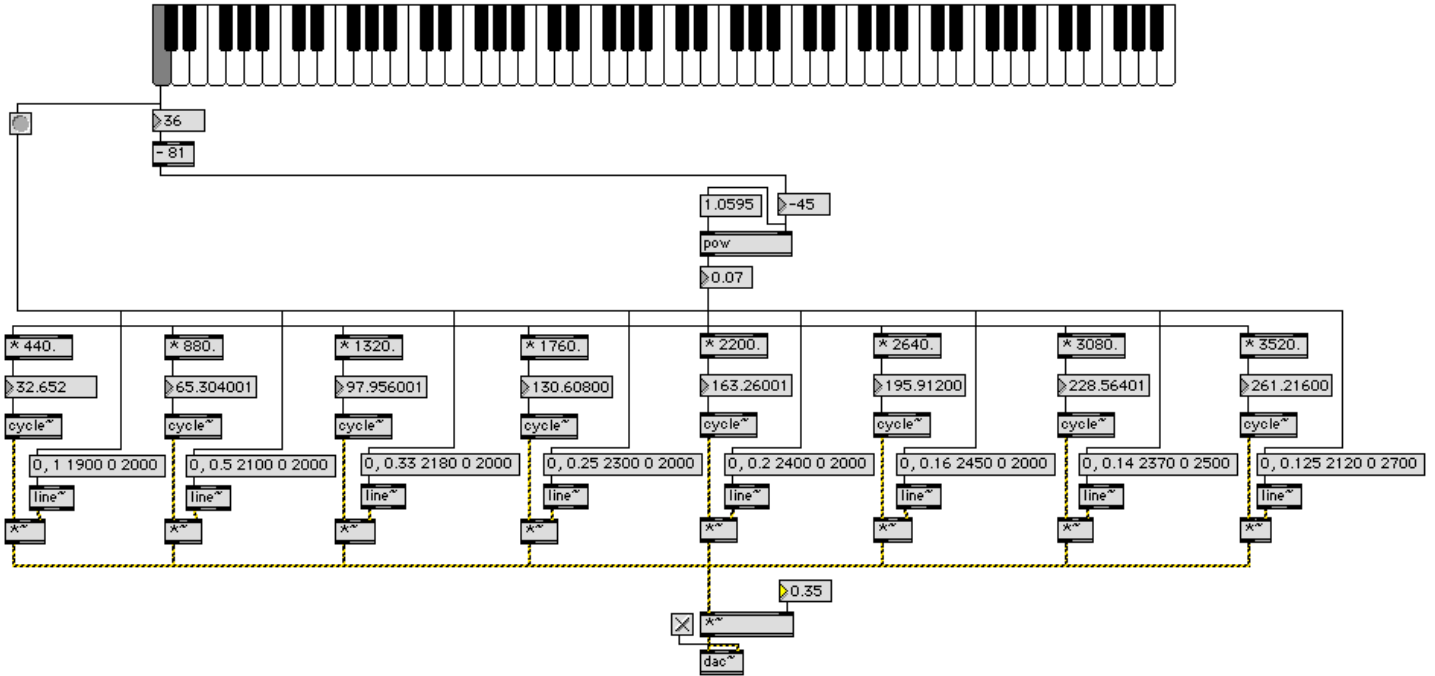 36
- 81
1.0595
-45
pow
0.07
* 440.
* 880.
* 1320.
* 1760.
* 2200.
* 2640.
* 3080.
* 3520.
32.652
65.304001
97.956001
130.60800
163.26001
195.91200
228.56401
261.21600
cycle~
cycle~
cycle~
cycle~
cycle~
cycle~
cycle~
cycle~
0, 1 1900 0 2000
0, 0.5 2100 0 2000
0, 0.33 2180 0 2000
0, 0.25 2300 0 2000
0, 0.2 2400 0 2000
0, 0.16 2450 0 2000
0, 0.14 2370 0 2500
0, 0.125 2120 0 2700
line~
line~
line~
line~
line~
line~
line~
line~
*~
*~
*~
*~
*~
*~
*~
*~
0.35
*~
dac~